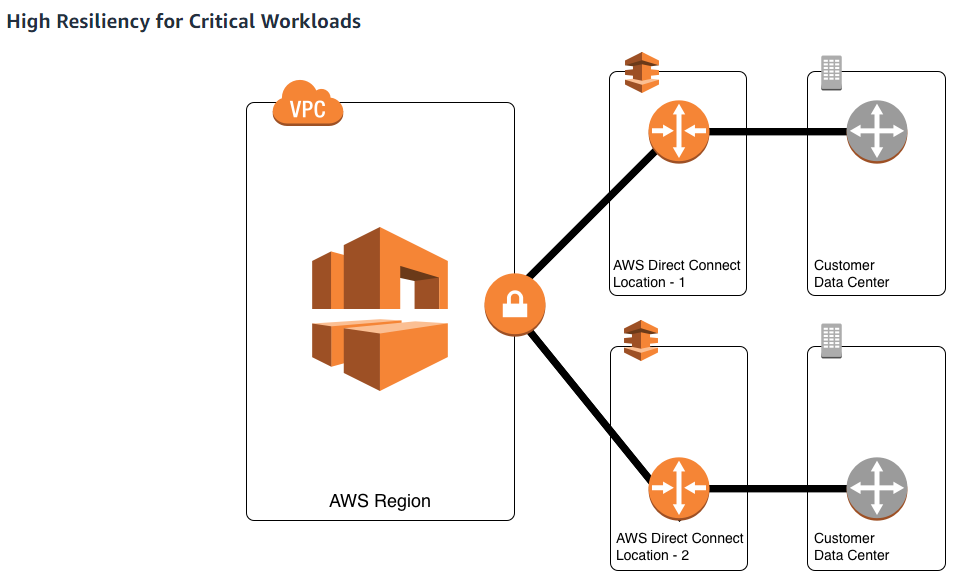 High Resiliency for Critical Workloads
VPC
AWS Direct Connect
Location - 1
Customer
Data Center
AWS Region
AWS Direct Connect
Location - 2
Customer
Data Center